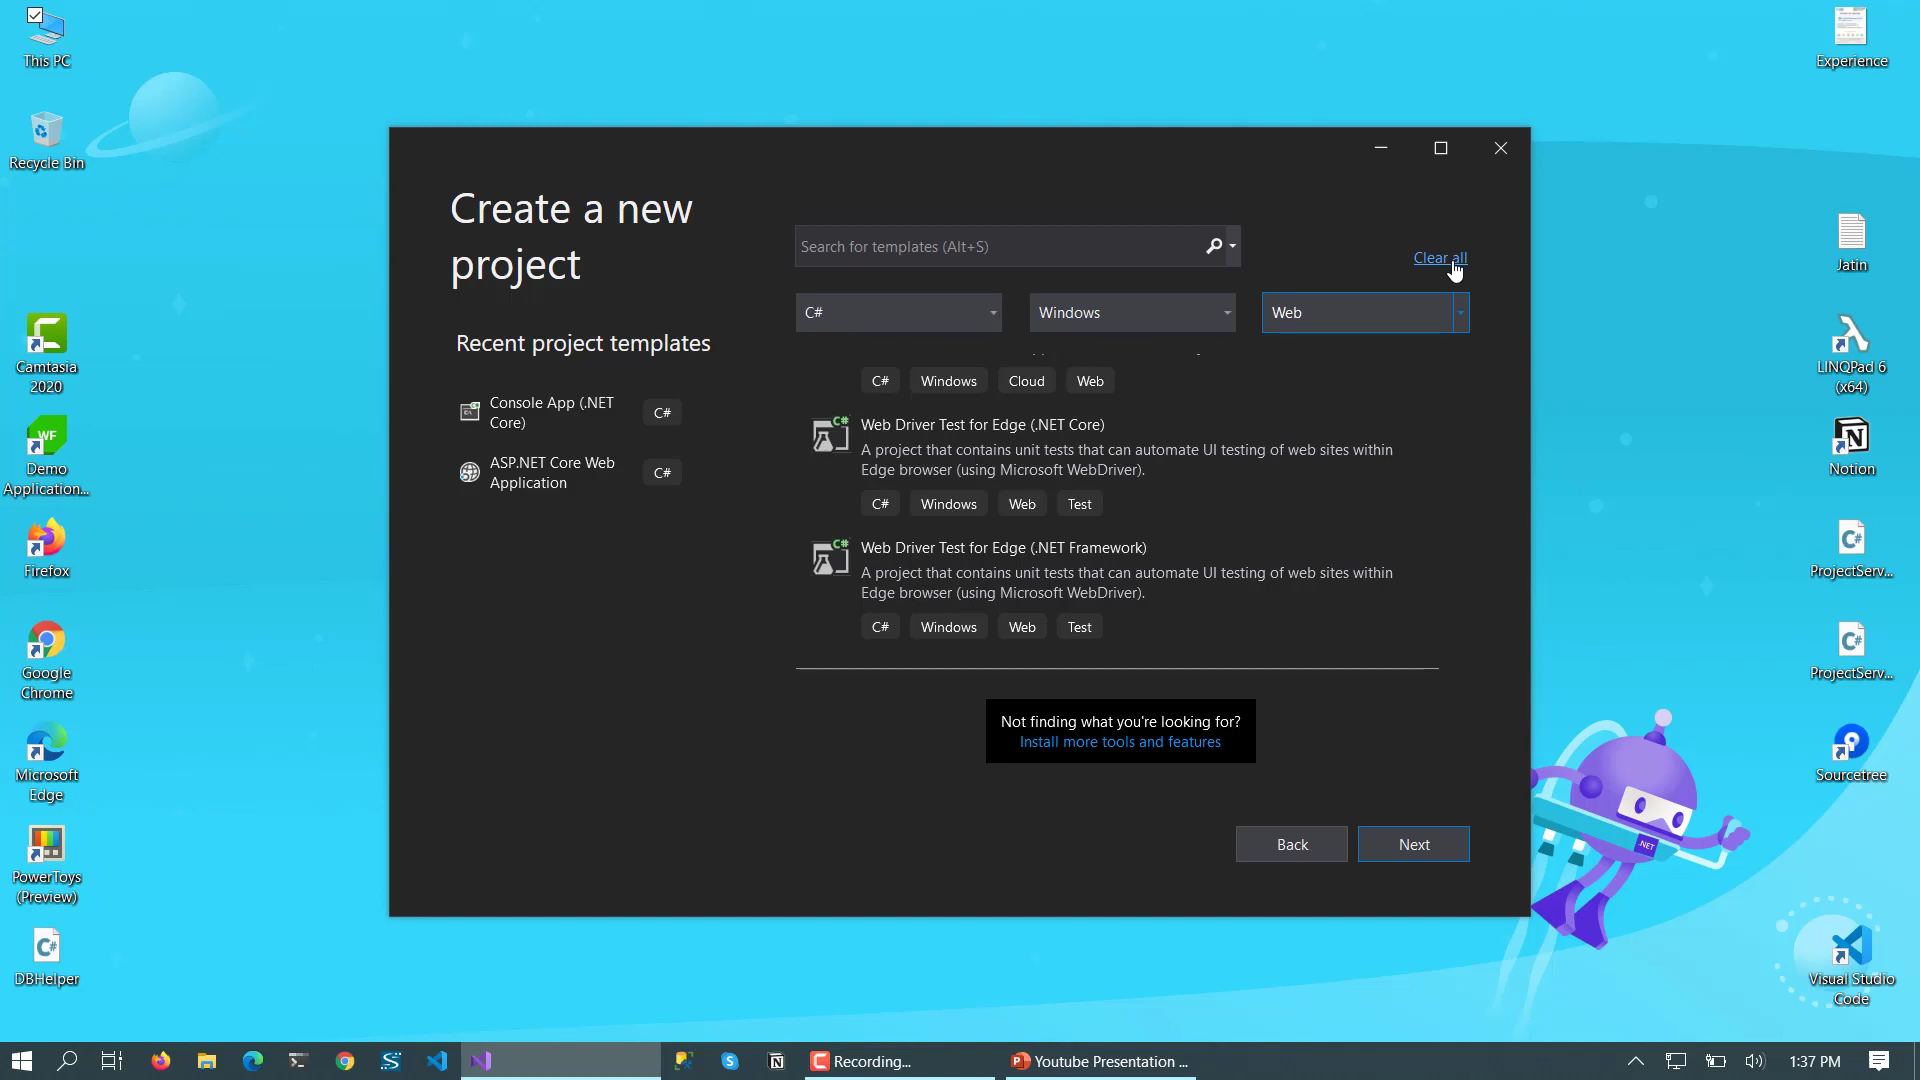 This PC
Recycle Bin
Camtasia
2020
WF
Demo
Application...
Firefox
Google
Chrome
Microsoft
Edge
PowerToys
(Preview)
C#
DBHelper
Create a new
project
Recent project templates
Console App (.NET
Core)
C#
ASP.NET Core Web
Application
C#
Search for templates (Alt+S)
Clear all
C#
Windows
Web
C# Windows Cloud Web
C#
Web Driver Test for Edge (.NET Core)
A project that contains unit tests that can automate UI testing of web sites within
Edge browser (using Microsoft WebDriver).
C# Windows Web Test
C#
Web Driver Test for Edge (.NET Framework)
A project that contains unit tests that can automate UI testing of web sites within
Edge browser (using Microsoft WebDriver).
C# Windows Web Test
Not finding what you're looking for?
Install more tools and features
Back
Next
Experience
Jatin
LINQPad 6
(x64)
Notion
C#
ProjectServ...
C#
ProjectServ...
Sourcetree
.NET
Visual Studio
Code
Recording...
Youtube Presentation ...
1:37 PM